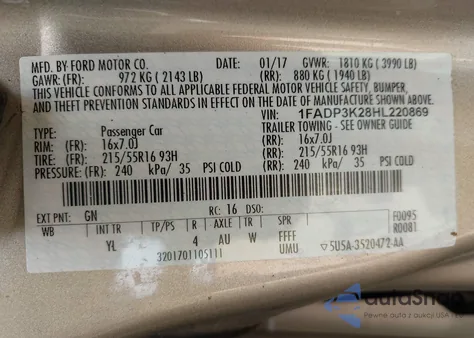 MFD. BY FORD MOTOR CO. DATE: 01/17 GVWR: 1810 KG ( 3990 LB)
GAWR: (FR): 972 KG ( 2143 LB) (RR): 880 KG ( 1940 LB)
THIS VEHICLE CONFORMS TO ALL APPLICABLE FEDERAL MOTOR VEHICLE SAFETY, BUMPER,
AND THEFT PREVENTION STANDARDS IN EFFECT ON THE DATE OF MANUFACTURE SHOWN ABOVE.
VIN: 1FADP3K28HL220869
TYPE: Passenger Car TRAILER TOWING - SEE OWNER GUIDE
RIM: (FR): 16x7.0J (RR): 16x7.0J
TIRE: (FR): 215/55R16 93H (RR): 215/55R16 93H
PRESSURE: (FR): 240 kPa/ 35 PSI COLD (RR): 240 kPa/ 35 PSI COLD
EXT PNT: GN RC: 16 DSO: F0095
WB INT TR TP/PS R AXLE TR SPR R0081
YL 4 AU W FFFF
3201701105111 UMU 5U5A-3520472-AA
autoSnap
Pewne auto z aukcji USA